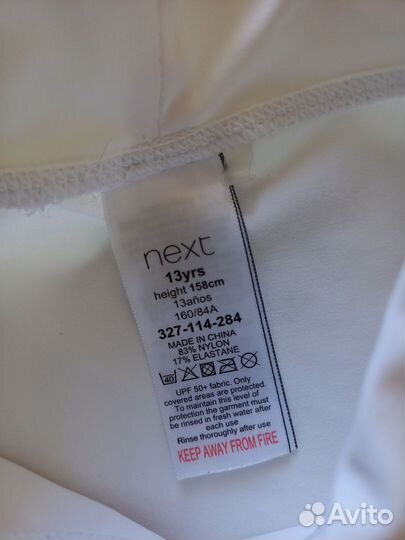 next
13yrs
height 158cm
13años
160/84A
327-114-284
MADE IN CHINA
83% NYLON
17% ELASTANE
40
UPF 50+ fabric. Only
covered areas are protected.
To maintain this level of
protection the garment must
be rinsed in fresh water after
each use
Rinse thoroughly after use
KEEP AWAY FROM FIRE
Avito